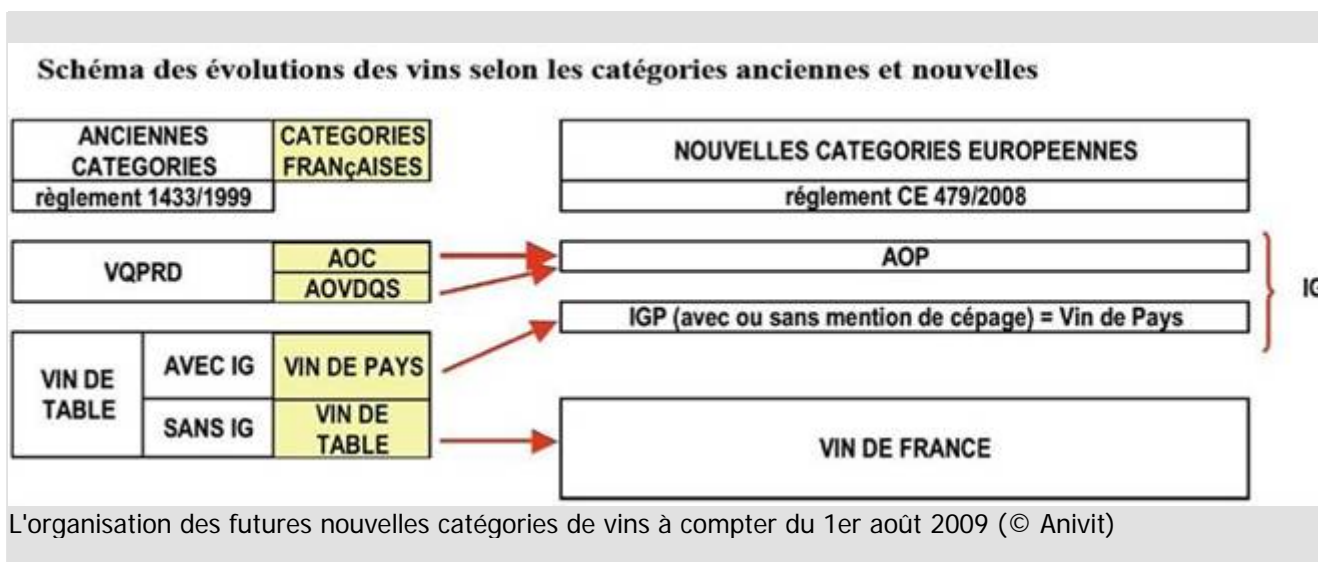 Schéma des évolutions des vins selon les catégories anciennes et nouvelles
ANCIENNES
CATEGORIES
règlement 1433/1999
CATEGORIES
FRANçAISES
NOUVELLES CATEGORIES EUROPEENNES
réglement CE 479/2008
VQPRD
AOC
AOVDQS
AOP
IGP (avec ou sans mention de cépage) = Vin de Pays
IG
VIN DE
TABLE
AVEC IG
VIN DE PAYS
SANS IG
VIN DE
TABLE
VIN DE FRANCE
L'organisation des futures nouvelles catégories de vins à compter du 1er août 2009 (© Anivit)